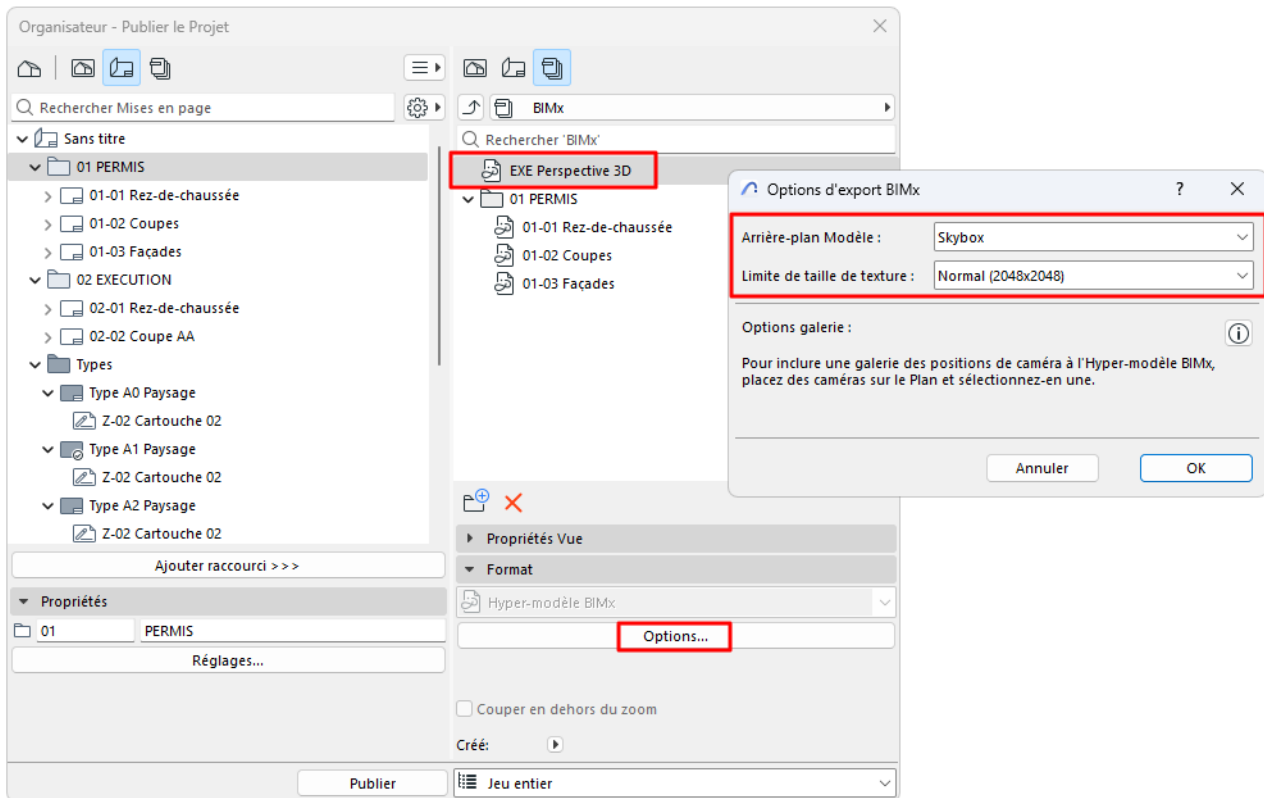 Organisateur - Publier le Projet
Rechercher Mises en page
Sans titre
01 PERMIS
01-01 Rez-de-chaussée
01-02 Coupes
01-03 Façades
02 EXECUTION
02-01 Rez-de-chaussée
02-02 Coupe AA
Types
Type A0 Paysage
Z-02 Cartouche 02
Type A1 Paysage
Z-02 Cartouche 02
Type A2 Paysage
Z-02 Cartouche 02
Ajouter raccourci >>>
Propriétés
01 PERMIS
Réglages...
Publier
BIMx
Rechercher 'BIMx'
EXE Perspective 3D
01 PERMIS
01-01 Rez-de-chaussée
01-02 Coupes
01-03 Façades
Propriétés Vue
Format
Hyper-modèle BIMx
Options...
Couper en dehors du zoom
Créé:
Jeu entier
Options d'export BIMx
?
Arrière-plan Modèle : Skybox
Limite de taille de texture : Normal (2048x2048)
Options galerie :
Pour inclure une galerie des positions de caméra à l'Hyper-modèle BIMx,
placez des caméras sur le Plan et sélectionnez-en une.
Annuler
OK